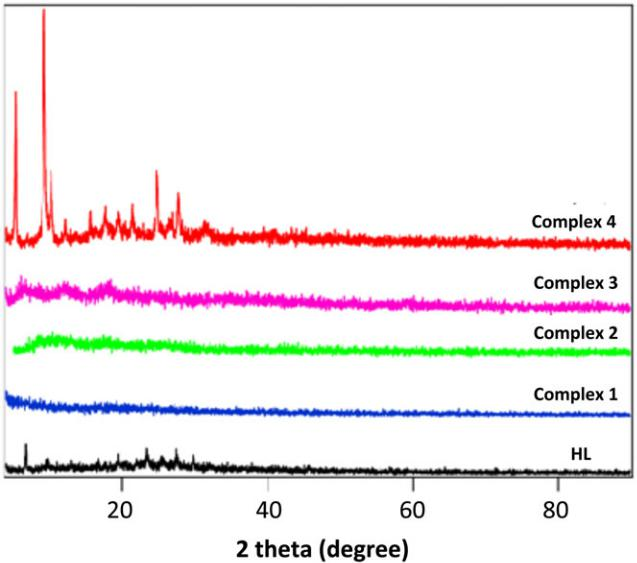 Complex 4
Complex 3
Complex 2
Complex 1
HL
20 40 60 80
2 theta (degree)